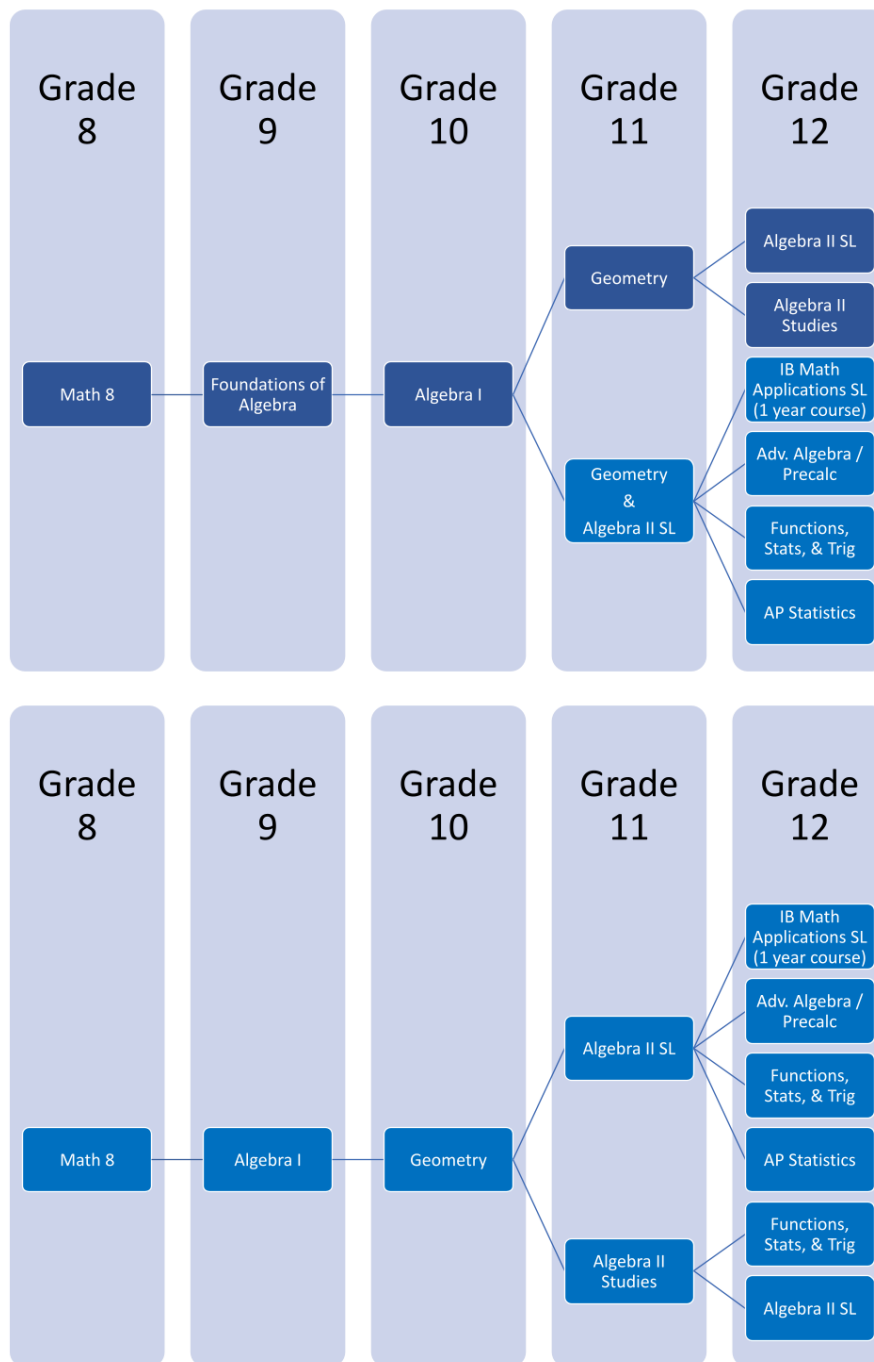 Grade
8
Grade
9
Grade
10
Grade
11
Grade
12
Math 8
Foundations of
Algebra
Algebra I
Geometry
Geometry
&
Algebra II SL
Algebra II SL
Algebra II
Studies
IB Math
Applications SL
(1 year course)
Adv. Algebra /
Precalc
Functions,
Stats, & Trig
AP Statistics
Grade
8
Grade
9
Grade
10
Grade
11
Grade
12
Math 8
Algebra I
Geometry
Algebra II SL
Algebra II
Studies
IB Math
Applications SL
(1 year course)
Adv. Algebra /
Precalc
Functions,
Stats, & Trig
AP Statistics
Functions,
Stats, & Trig
Algebra II SL